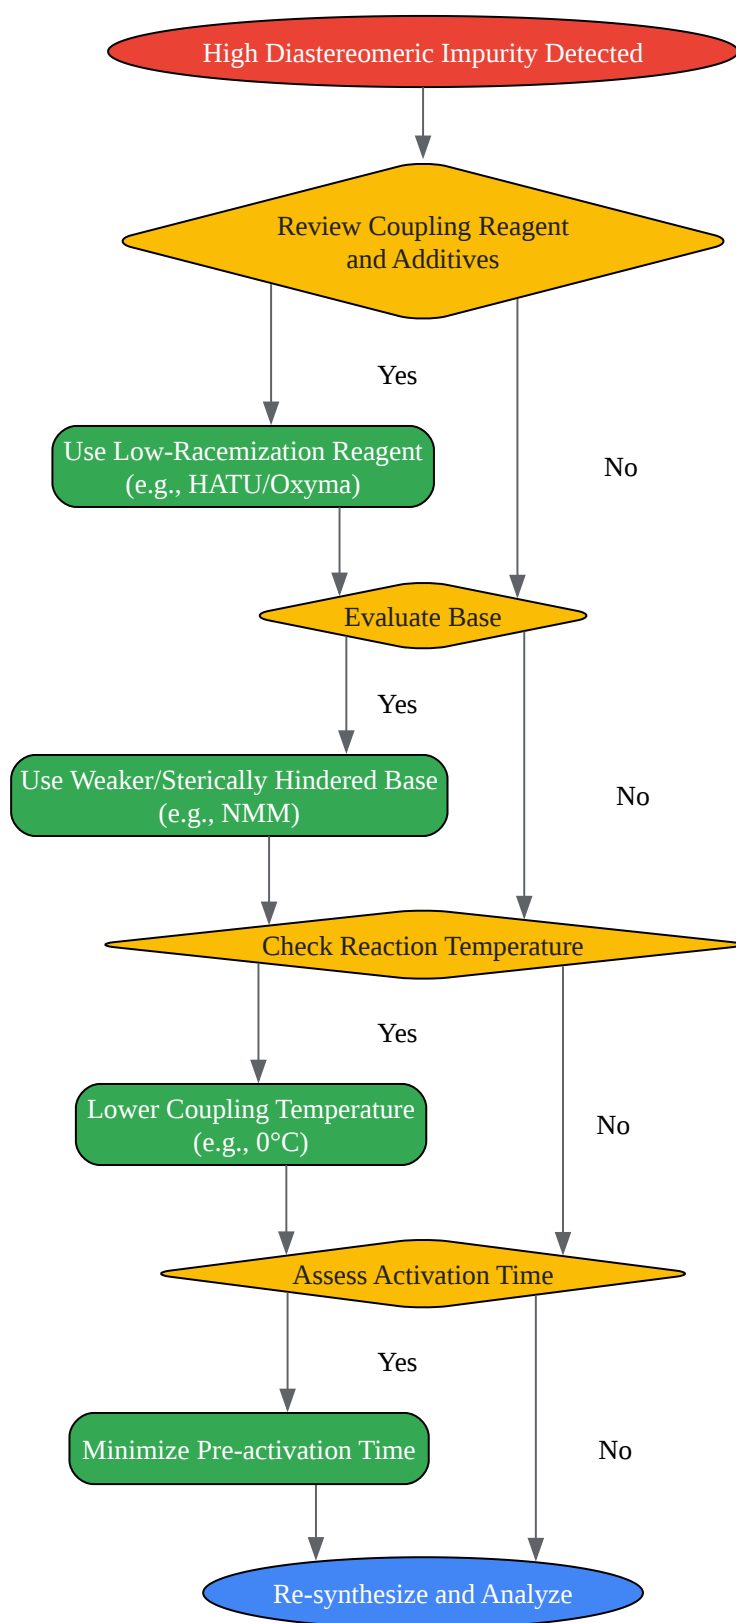 High Diastereomeric Impurity Detected
Review Coupling Reagent
and Additives
Yes
Use Low-Racemization Reagent
(e.g., HATU/Oxyma)
No
Evaluate Base
Yes
Use Weaker/Sterically Hindered Base
(e.g., NMM)
No
Check Reaction Temperature
Yes
Lower Coupling Temperature
(e.g., 0°C)
No
Assess Activation Time
Yes
Minimize Pre-activation Time
No
Re-synthesize and Analyze